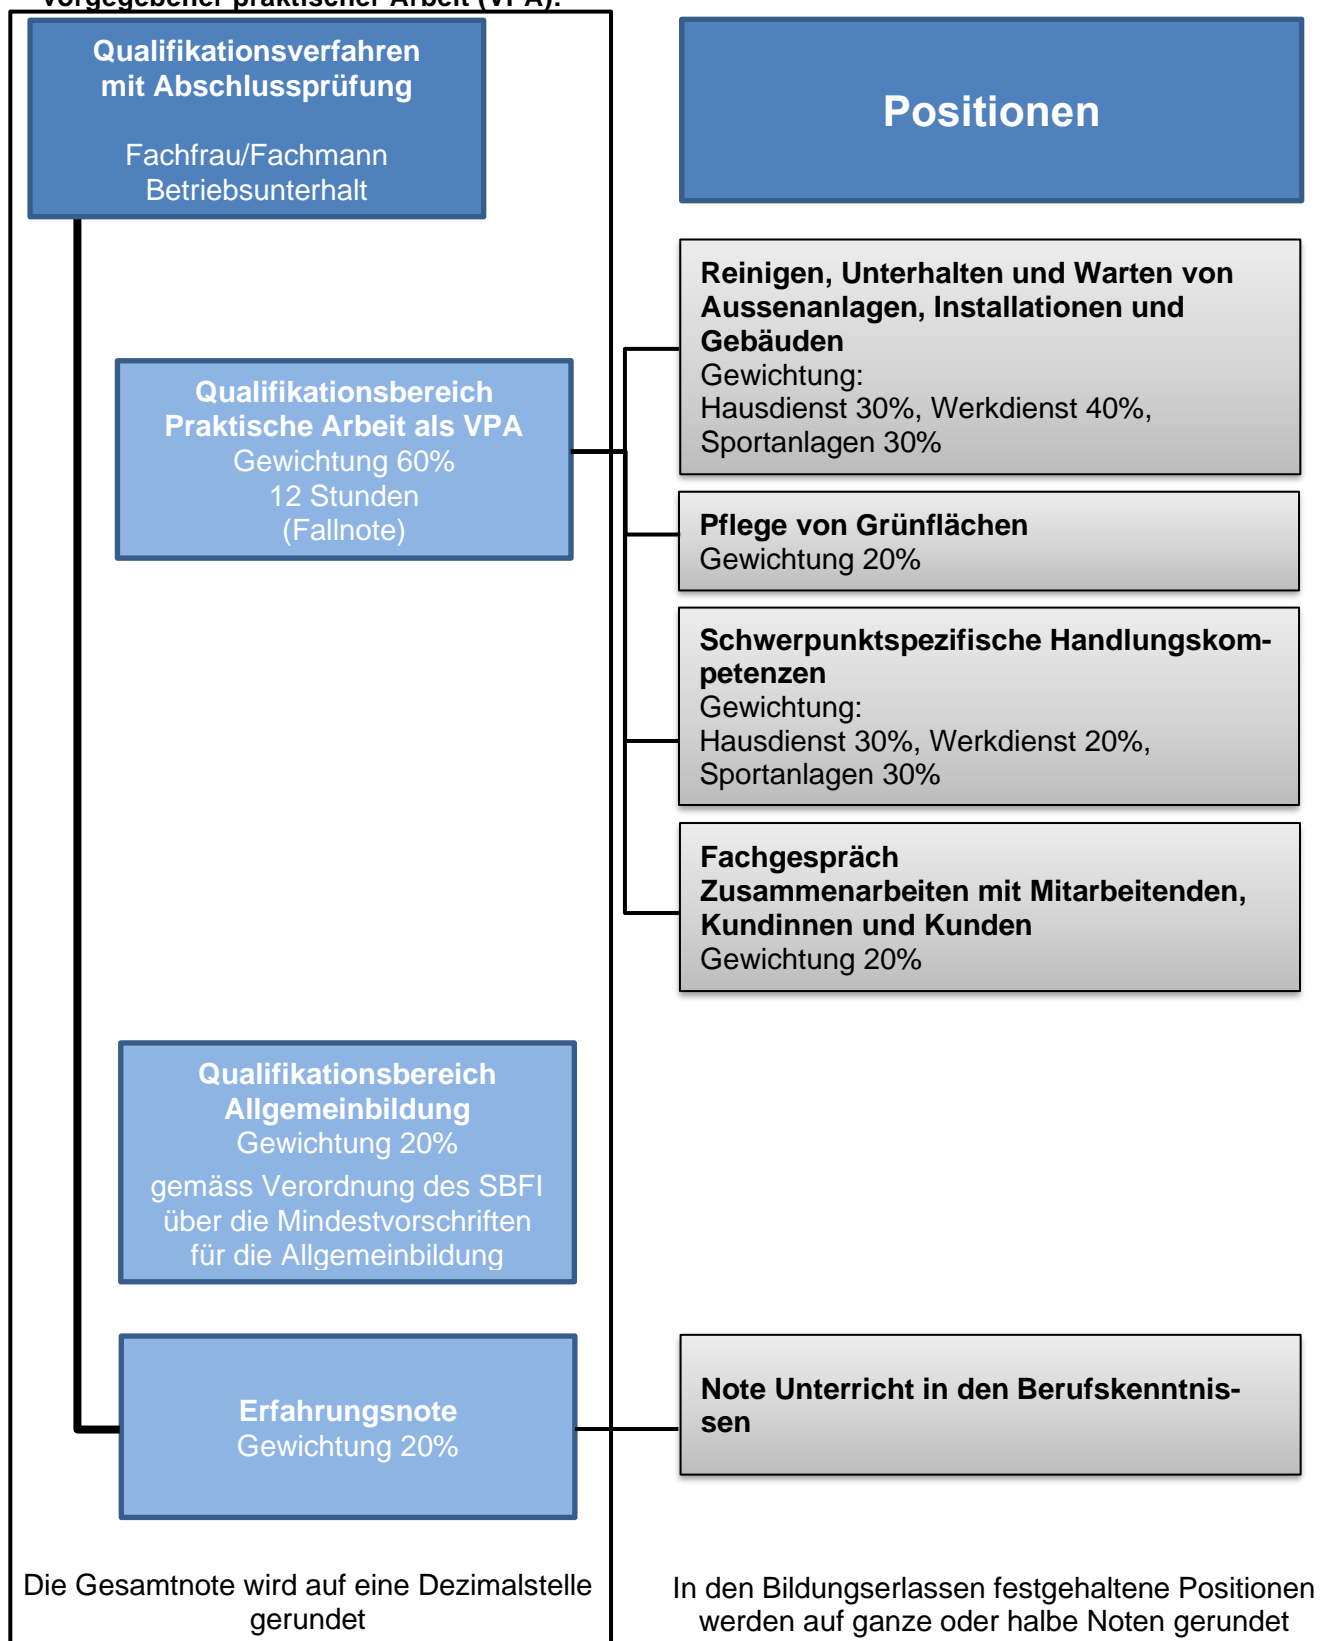 vorgegebener praktischer Arbeit (VPA):
Qualifikationsverfahren
mit Abschlussprüfung
Fachfrau/Fachmann
Betriebsunterhalt
Positionen
Reinigen, Unterhalten und Warten von
Aussenanlagen, Installationen und
Gebäuden
Gewichtung:
Hausdienst 30%, Werkdienst 40%,
Sportanlagen 30%
Qualifikationsbereich
Praktische Arbeit als VPA
Gewichtung 60%
12 Stunden
(Fallnote)
Pflege von Grünflächen
Gewichtung 20%
Schwerpunktspezifische Handlungskom-
petenzen
Gewichtung:
Hausdienst 30%, Werkdienst 20%,
Sportanlagen 30%
Fachgespräch
Zusammenarbeiten mit Mitarbeitenden,
Kundinnen und Kunden
Gewichtung 20%
Qualifikationsbereich
Allgemeinbildung
Gewichtung 20%
gemäss Verordnung des SBFI
über die Mindestvorschriften
für die Allgemeinbildung
Erfahrungsnote
Gewichtung 20%
Note Unterricht in den Berufskenntnis-
sen
Die Gesamtnote wird auf eine Dezimalstelle
gerundet
In den Bildungserlassen festgehaltene Positionen
werden auf ganze oder halbe Noten gerundet